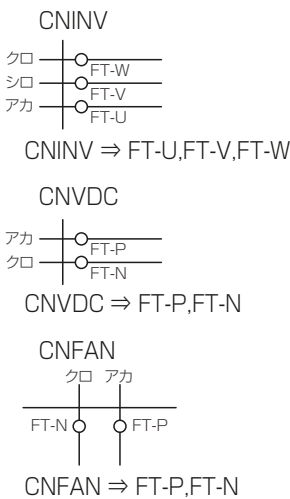 CNINV
クロ
FT-W
シロ
FT-V
アカ
FT-U
CNINV ⇒ FT-U,FT-V,FT-W
CNVDC
アカ
FT-P
クロ
FT-N
CNVDC ⇒ FT-P,FT-N
CNFAN
クロ アカ
FT-N FT-P
CNFAN ⇒ FT-P,FT-N